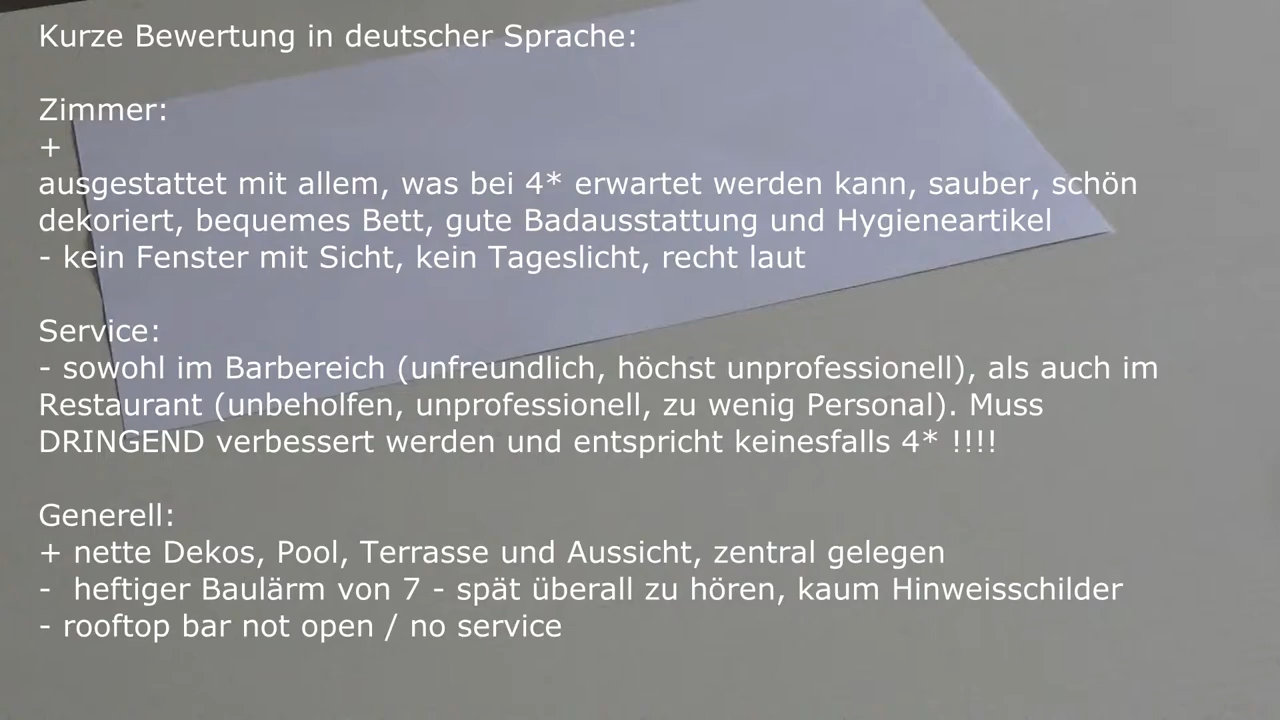 Kurze Bewertung in deutscher Sprache:
Zimmer:
+
ausgestattet mit allem, was bei 4* erwartet werden kann, sauber, schön
dekoriert, bequemes Bett, gute Badausstattung und Hygieneartikel
- kein Fenster mit Sicht, kein Tageslicht, recht laut
Service:
- sowohl im Barbereich (unfreundlich, höchst unprofessionell), als auch im
Restaurant (unbeholfen, unprofessionell, zu wenig Personal). Muss
DRINGEND verbessert werden und entspricht keinesfalls 4* !!!!
Generell:
+ nette Dekos, Pool, Terrasse und Aussicht, zentral gelegen
-  heftiger Baulärm von 7 - spät überall zu hören, kaum Hinweisschilder
- rooftop bar not open / no service